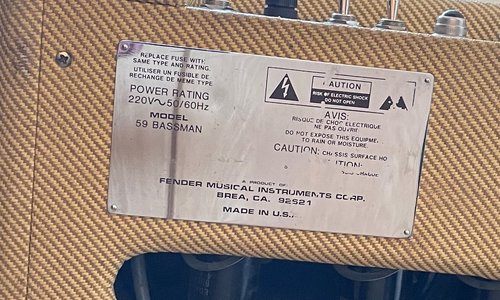 REPLACE FUSE WITH
SAME TYPE AND RATING.
UTILISER UN FUSIBLE DE
RECHANGE DE MEME TYPE
POWER RATING
220V~50/60Hz
MODEL
59 BASSMAN
CAUTION
RISK OF ELECTRIC SHOCK
DO NOT OPEN
AVIS:
RISQUE DE CHOC ELECTRIQUE
NE PAS OUVRIR.
DO NOT EXPOSE THIS EQUIPME
TO RAIN OR MOISTURE.
CAUTION: CHASSIS SURFACE HO
A PRODUCT OF
FENDER MUSICAL INSTRUMENTS CORP.
BREA, CA. 92621
MADE IN U.S.